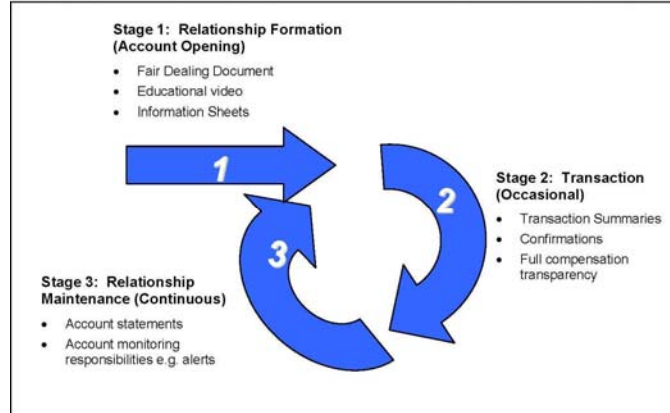 Stage 1: Relationship Formation
(Account Opening)
• Fair Dealing Document
• Educational video
• Information Sheets
1
2
Stage 2: Transaction
(Occasional)
• Transaction Summaries
• Confirmations
• Full compensation
transparency
3
Stage 3: Relationship
Maintenance (Continuous)
• Account statements
• Account monitoring
responsibilities e.g. alerts